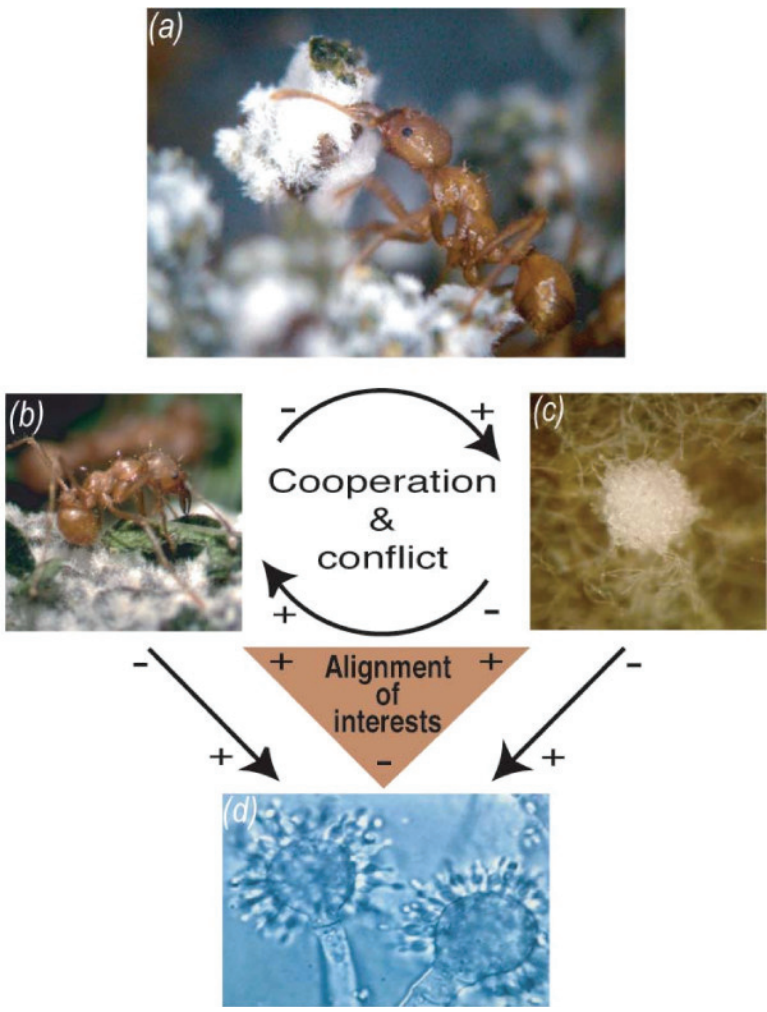 (a)
(b)
(c)
- +
Cooperation
&
conflict
+ -
+ Alignment +
of
interests
-
- -
+ +
(d)